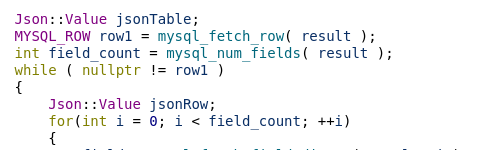 Json::Value jsonTable;
MYSQL_ROW row1 = mysql_fetch_row( result );
int field_count = mysql_num_fields( result );
while ( nullptr != row1 )
{
Json::Value jsonRow;
for(int i = 0; i < field_count; ++i)
{